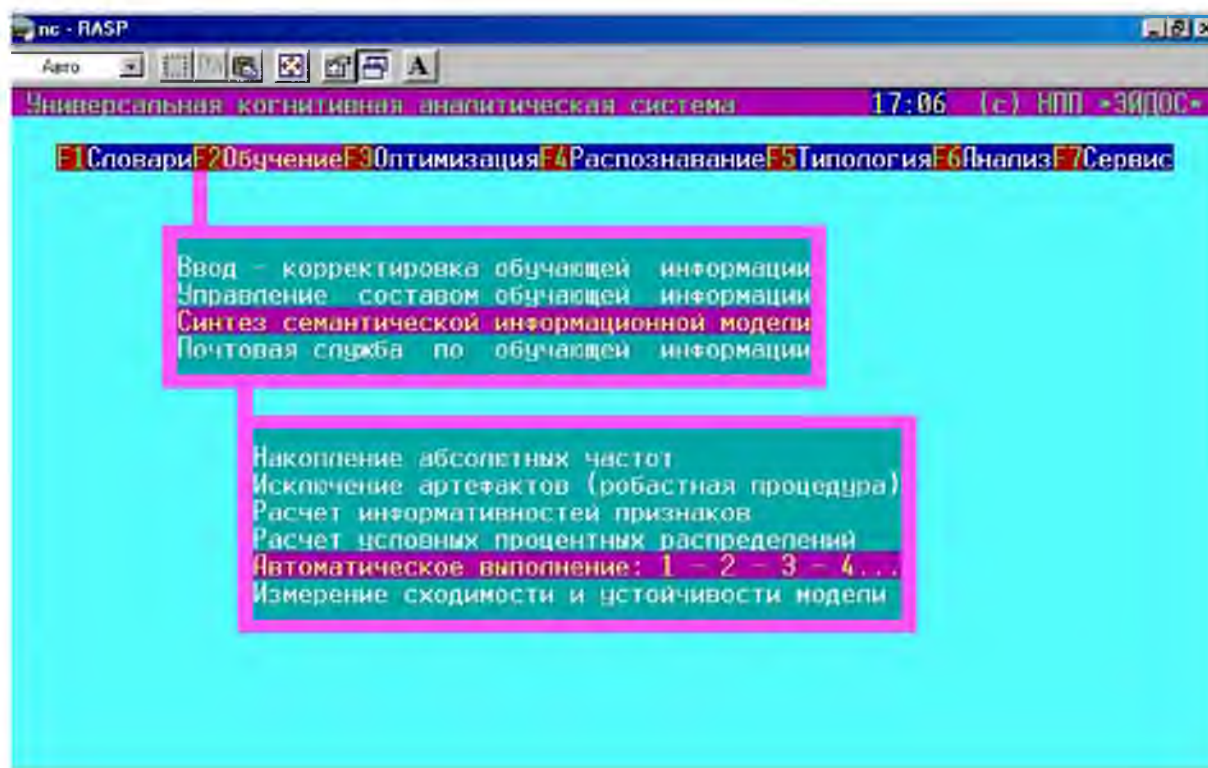 nc - RASP
Авто
A
Универсальная когнитивная аналитическая система 17:06 (c) НПП *ЭЙДОС*
F1Словари F2Обучение F3Оптимизация F4Распознавание F5Типология F6Анализ F7Сервис
Ввод - корректировка обучающей информации
Управление составом обучающей информации
Синтез семантической информационной модели
Почтовая служба по обучающей информации
Накопление абсолютных частот
Исключение артефактов (робастная процедура)
Расчет информативностей признаков
Расчет условных процентных распределений
Автоматическое выполнение: 1 - 2 - 3 - 4...
Измерение сходимости и устойчивости модели